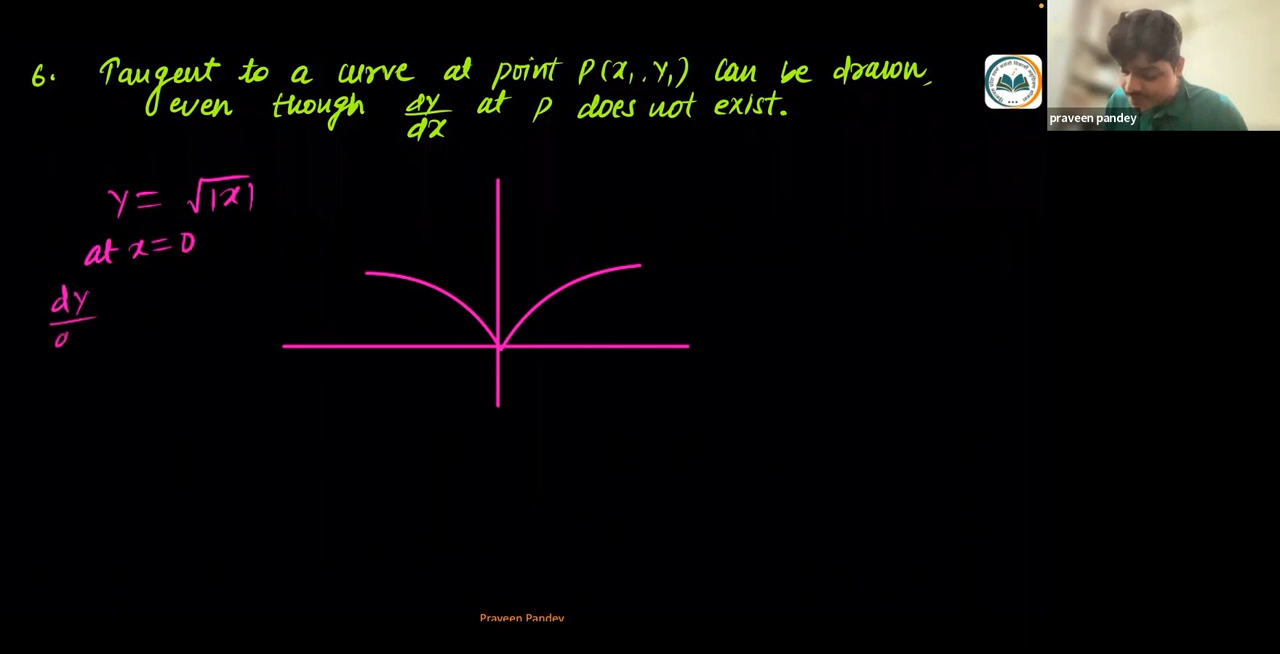 6. Tangent to a curve at point P(x₁, y₁) can be drawn,
even though dy/dx at P does not exist.
y = √|x|
at x = 0
dy
praveen pandey
Praveen Pandey